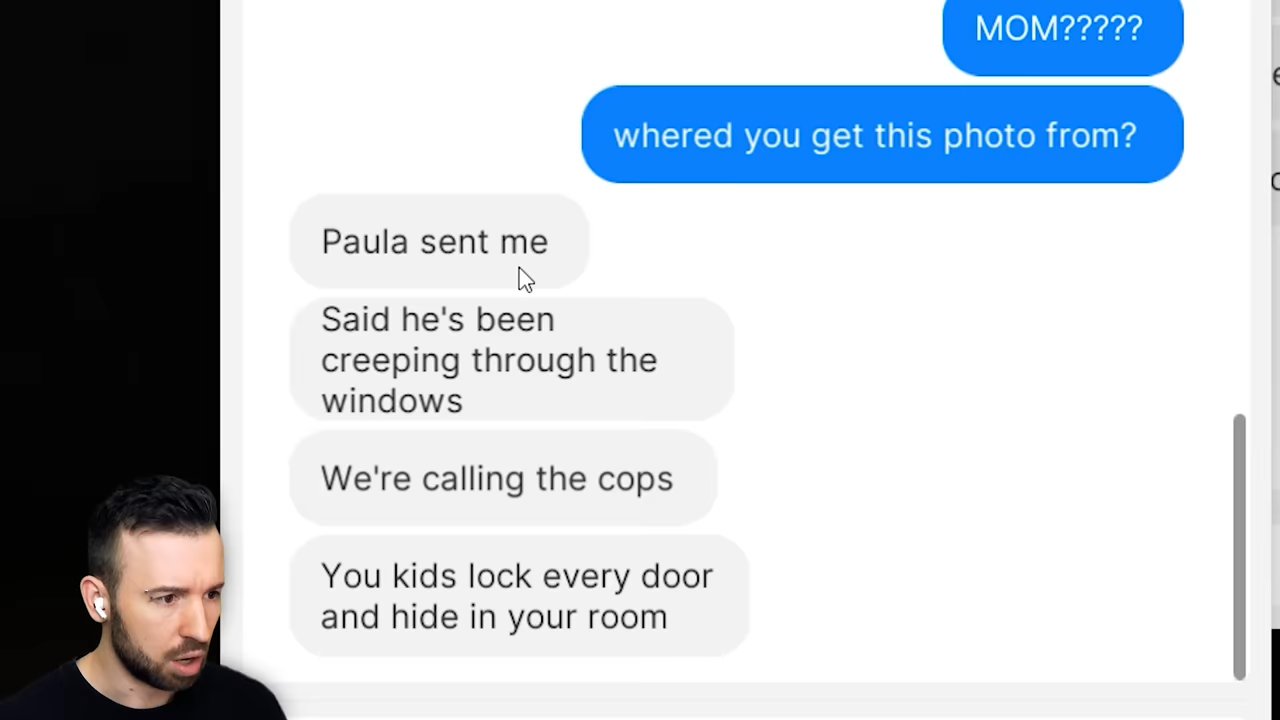 MOM?????
whered you get this photo from?
Paula sent me
Said he's been
creeping through the
windows
We're calling the cops
You kids lock every door
and hide in your room